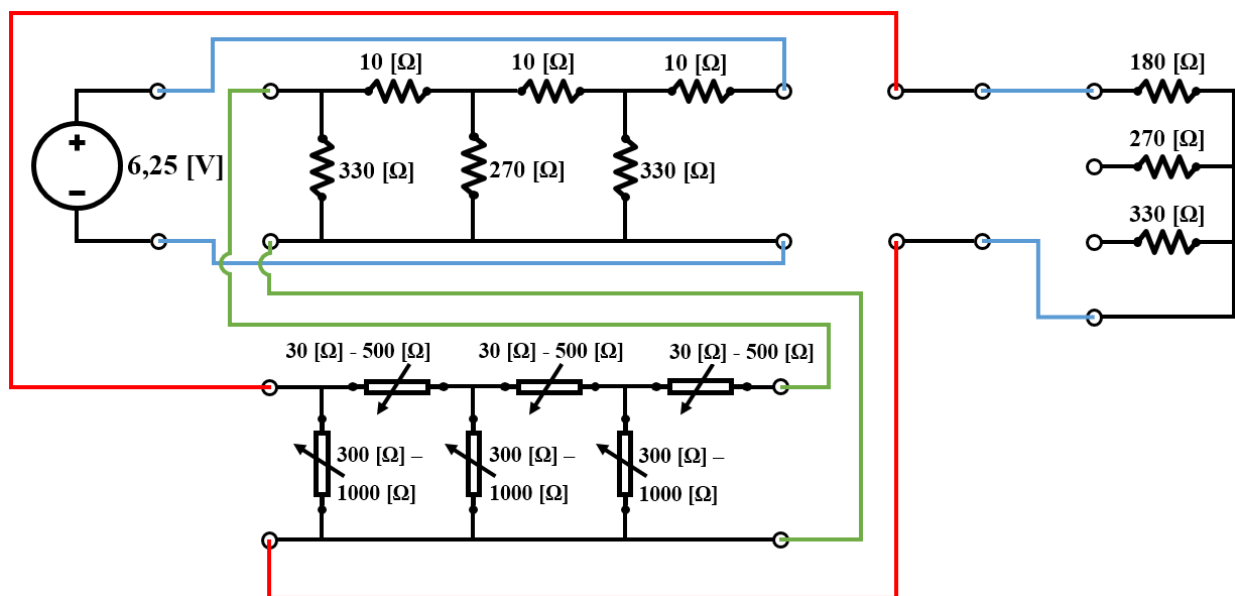 10 [Ω] 10 [Ω] 10 [Ω] 180 [Ω]
+
6,25 [V] 330 [Ω] 270 [Ω] 330 [Ω] 270 [Ω]
−
330 [Ω]
30 [Ω] - 500 [Ω] 30 [Ω] - 500 [Ω] 30 [Ω] - 500 [Ω]
300 [Ω] – 300 [Ω] – 300 [Ω] –
1000 [Ω] 1000 [Ω] 1000 [Ω]